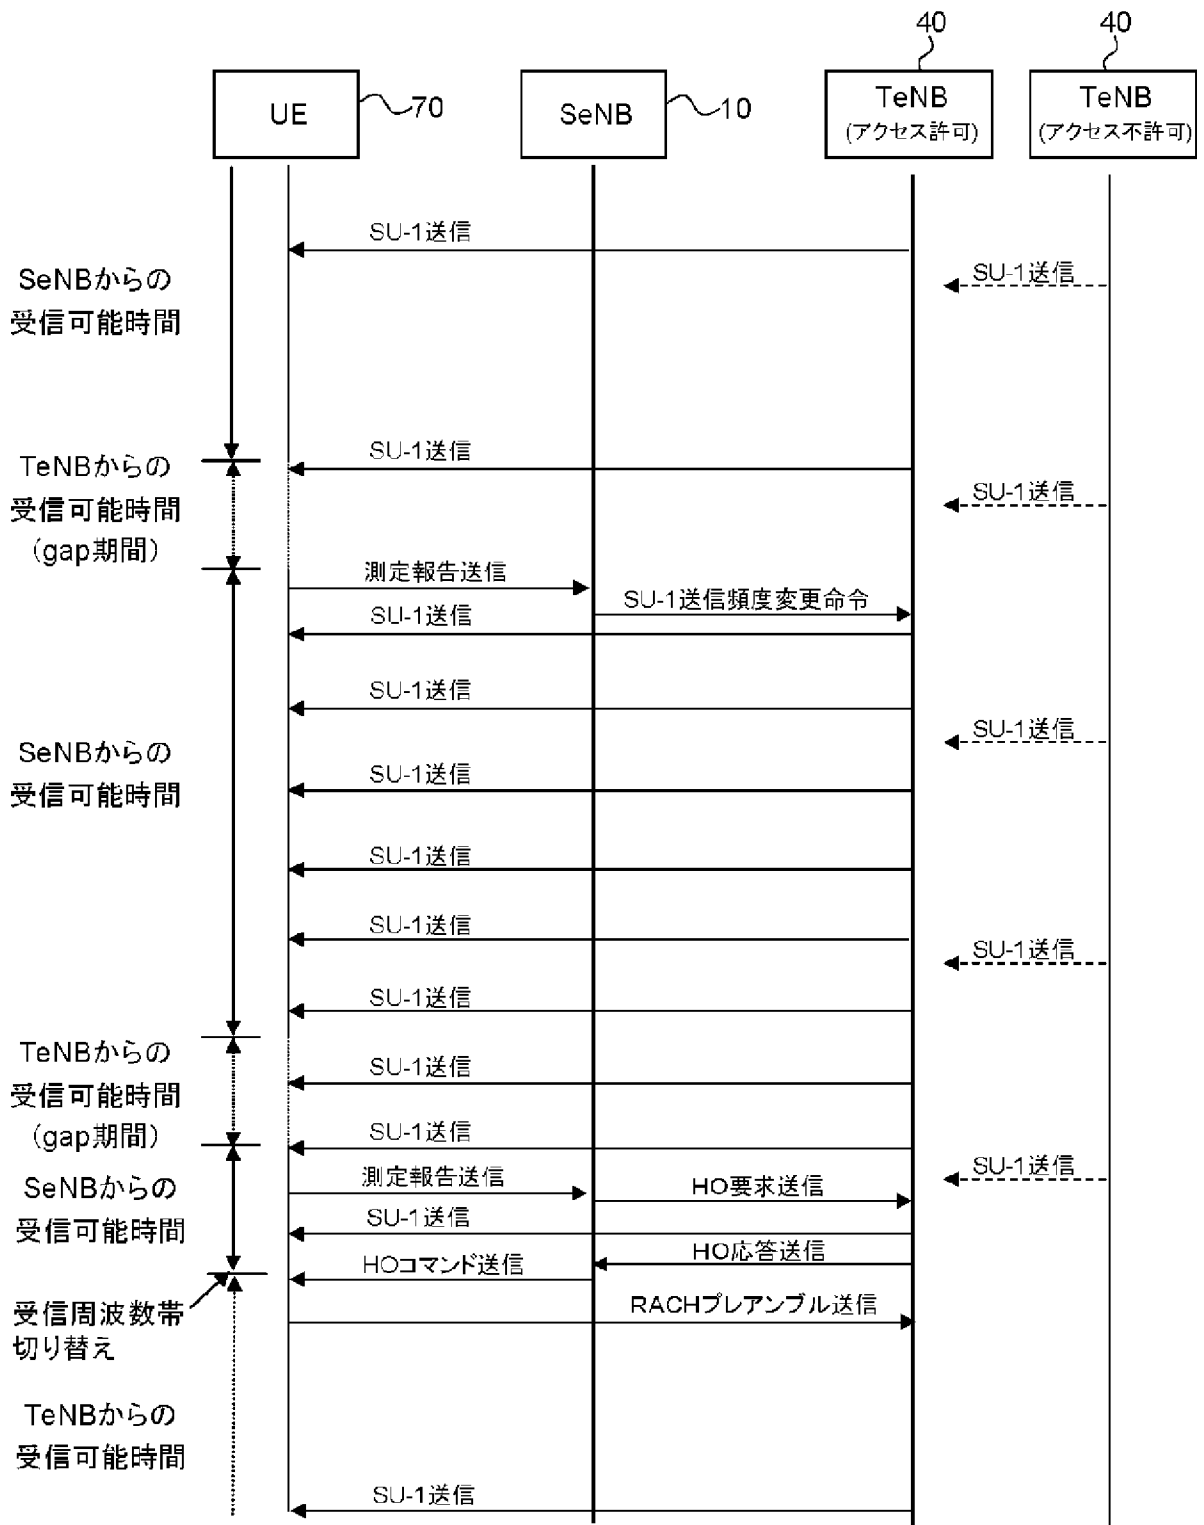 40
40
UE
70
SeNB
10
TeNB
(アクセス許可)
TeNB
(アクセス不許可)
SU-1送信
SU-1送信
SeNBからの
受信可能時間
SU-1送信
TeNBからの
受信可能時間
(gap期間)
SU-1送信
測定報告送信
SU-1送信頻度変更命令
SU-1送信
SU-1送信
SU-1送信
SeNBからの
受信可能時間
SU-1送信
SU-1送信
SU-1送信
SU-1送信
SU-1送信
TeNBからの
受信可能時間
(gap期間)
SU-1送信
SU-1送信
SU-1送信
測定報告送信
HO要求送信
SeNBからの
受信可能時間
SU-1送信
HO応答送信
HOコマンド送信
受信周波数帯
切り替え
RACHプレアンブル送信
TeNBからの
受信可能時間
SU-1送信